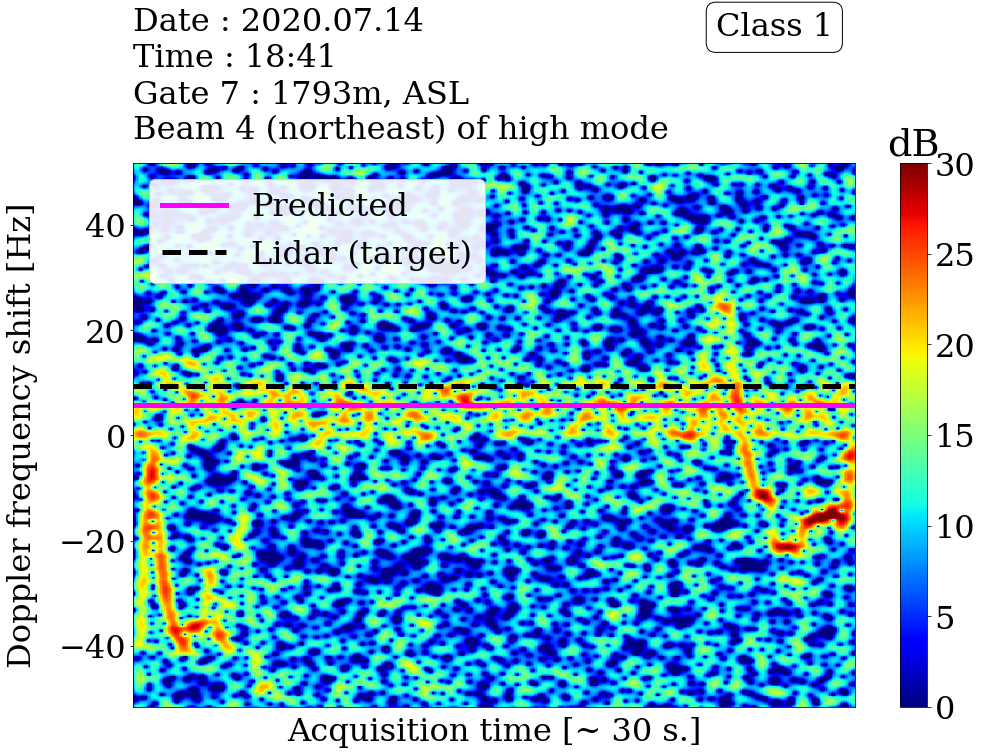 Date : 2020.07.14
Time : 18:41
Gate 7 : 1793m, ASL
Beam 4 (northeast) of high mode
Class 1
dB
Predicted
Lidar (target)
Doppler frequency shift [Hz]
40
20
0
−20
−40
Acquisition time [~ 30 s.]
30
25
20
15
10
5
0